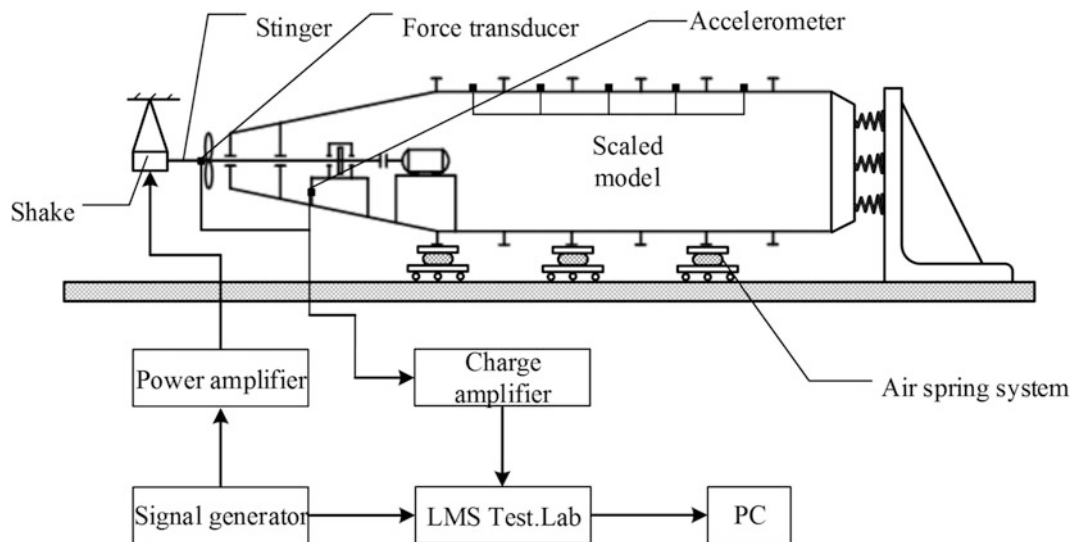 Stinger
Force transducer
Accelerometer
Scaled
model
Shake
Power amplifier
Charge
amplifier
Air spring system
Signal generator
LMS Test.Lab
PC